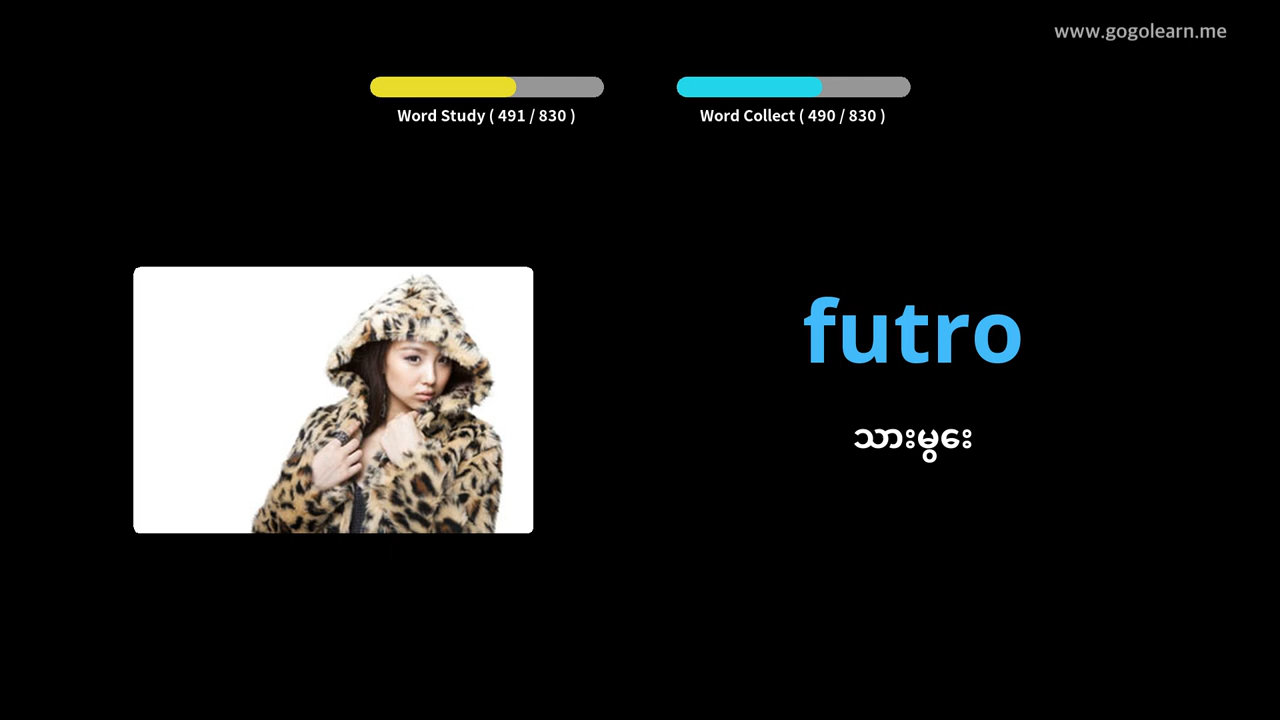 www.gogolearn.me
Word Study ( 491 / 830 )
Word Collect ( 490 / 830 )
futro
သားမွေး